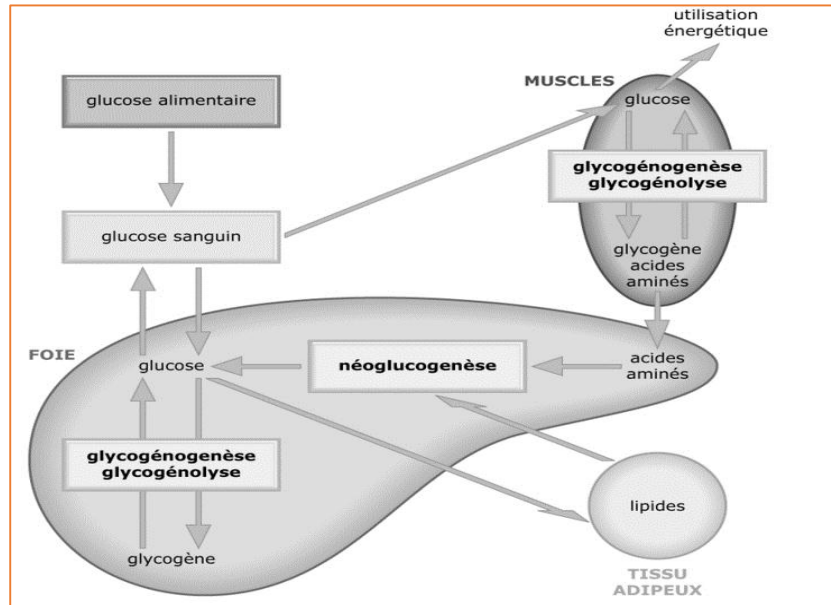 utilisation
énergétique
MUSCLES
glucose alimentaire
glucose
glycogénogenèse
glycogénolyse
glucose sanguin
glycogène
acides
aminés
FOIE
glucose
néoglucogenèse
acides
aminés
glycogénogenèse
glycogénolyse
lipides
glycogène
TISSU
ADIPEUX